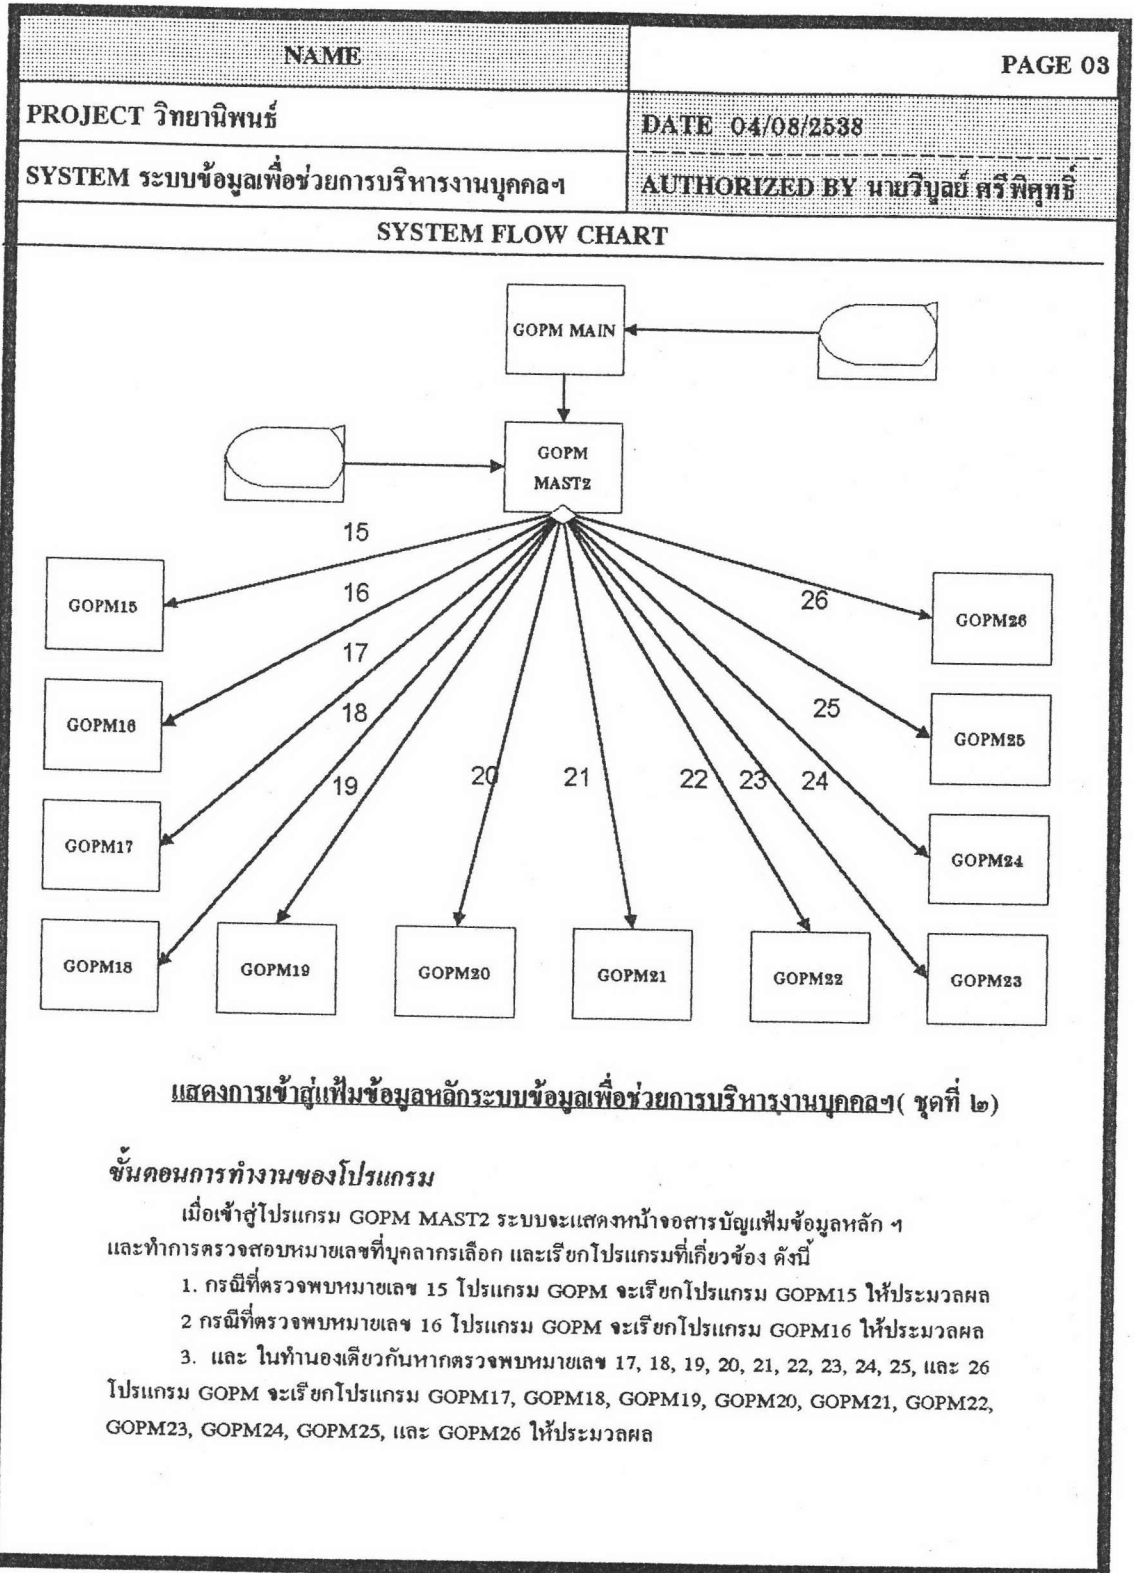 NAME
PAGE 03
PROJECT วิทยานิพนธ์
DATE 04/08/2538
SYSTEM ระบบข้อมูลเพื่อช่วยการบริหารงานบุคคลฯ
AUTHORIZED BY นายวิบูลย์ ศรีพิศุทธิ์
SYSTEM FLOW CHART
GOPM MAIN
GOPM
MAST2
15
16
17
18
19
20
21
22
23
24
25
26
GOPM15
GOPM16
GOPM17
GOPM18
GOPM19
GOPM20
GOPM21
GOPM22
GOPM23
GOPM24
GOPM25
GOPM26
แสดงการเข้าสู่แฟ้มข้อมูลหลักระบบข้อมูลเพื่อช่วยการบริหารงานบุคคลฯ( ชุดที่ ๒)
ขั้นตอนการทำงานของโปรแกรม
เมื่อเข้าสู่โปรแกรม GOPM MAST2 ระบบจะแสดงหน้าจอสารบัญแฟ้มข้อมูลหลัก ฯ
และทำการตรวจสอบหมายเลขที่บุคลากรเลือก และเรียกโปรแกรมที่เกี่ยวข้อง ดังนี้
1. กรณีที่ตรวจพบหมายเลข 15 โปรแกรม GOPM จะเรียกโปรแกรม GOPM15 ให้ประมวลผล
2 กรณีที่ตรวจพบหมายเลข 16 โปรแกรม GOPM จะเรียกโปรแกรม GOPM16 ให้ประมวลผล
3. และ ในทำนองเดียวกันหากตรวจพบหมายเลข 17, 18, 19, 20, 21, 22, 23, 24, 25, และ 26
โปรแกรม GOPM จะเรียกโปรแกรม GOPM17, GOPM18, GOPM19, GOPM20, GOPM21, GOPM22,
GOPM23, GOPM24, GOPM25, และ GOPM26 ให้ประมวลผล